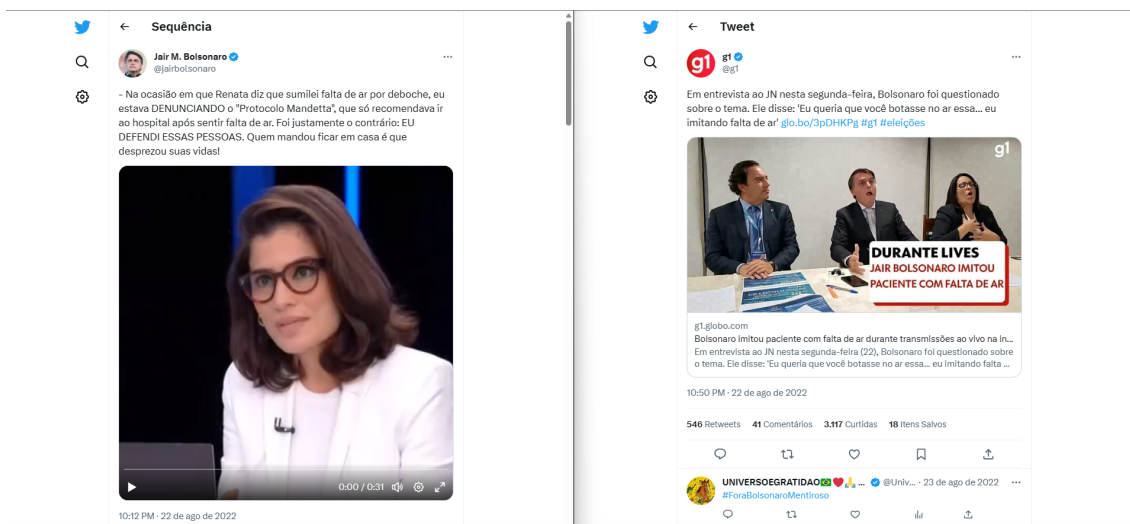 Sequência
Jair M. Bolsonaro
@jairbolsonaro
- Na ocasião em que Renata diz que sumilei falta de ar por deboche, eu
estava DENUNCIANDO o "Protocolo Mandetta", que só recomendava ir
ao hospital após sentir falta de ar. Foi justamente o contrário: EU
DEFENDI ESSAS PESSOAS. Quem mandou ficar em casa é que
desprezou suas vidas!
0:00 / 0:31
10:12 PM · 22 de ago de 2022
Tweet
g1
g1
@g1
Em entrevista ao JN nesta segunda-feira, Bolsonaro foi questionado
sobre o tema. Ele disse: 'Eu queria que você botasse no ar essa... eu
imitando falta de ar' glo.bo/3pDHKPg #g1 #eleições
g1
DURANTE LIVES
JAIR BOLSONARO IMITOU
PACIENTE COM FALTA DE AR
g1.globo.com
Bolsonaro imitou paciente com falta de ar durante transmissões ao vivo na in...
Em entrevista ao JN nesta segunda-feira (22), Bolsonaro foi questionado sobre
o tema. Ele disse: 'Eu queria que você botasse no ar essa... eu imitando falta ...
10:50 PM · 22 de ago de 2022
546 Retweets 41 Comentários 3.117 Curtidas 18 Itens Salvos
UNIVERSOEGRATIDAO🇧🇷❤️🙏 ... @Univ... · 23 de ago de 2022
#ForaBolsonaroMentiroso